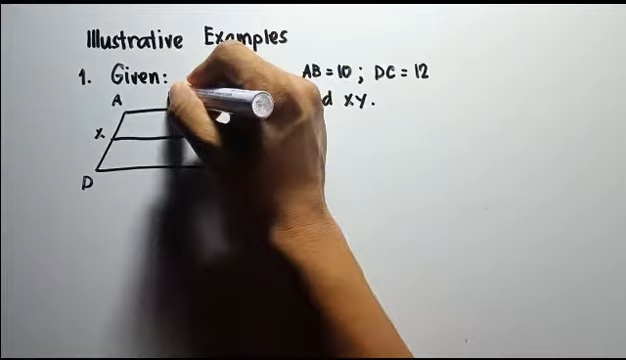 Illustrative Examples
1. Given: AB = 10 ; DC = 12
A d XY.
X
D